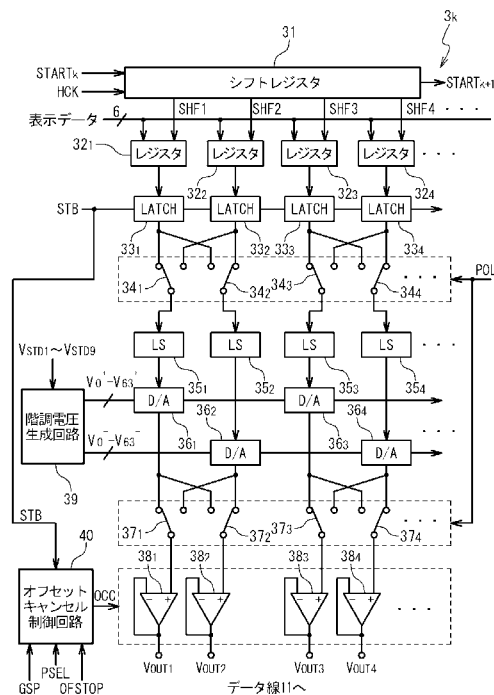 31
3k
STARTk
シフトレジスタ
STARTk+1
HCK
SHF1 SHF2 SHF3 SHF4 . . .
表示データ 6
レジスタ レジスタ レジスタ レジスタ . . .
321 322 323 324
STB LATCH LATCH LATCH LATCH
331 332 333 334
POL
341 342 343 344 . . .
VSTD1～VSTD9
LS LS LS LS . . .
351 352 353 354
V0+-V63+
D/A D/A
361 362 363 364
階調電圧
生成回路
V0--V63-
D/A D/A
39
STB
371 372 373 374 . . .
40
381 382 383 384
オフセット
キャンセル
制御回路
OCC
- + - + - + - + . . .
PSEL
GSP OFSTOP
VOUT1 VOUT2 VOUT3 VOUT4
データ線11へ